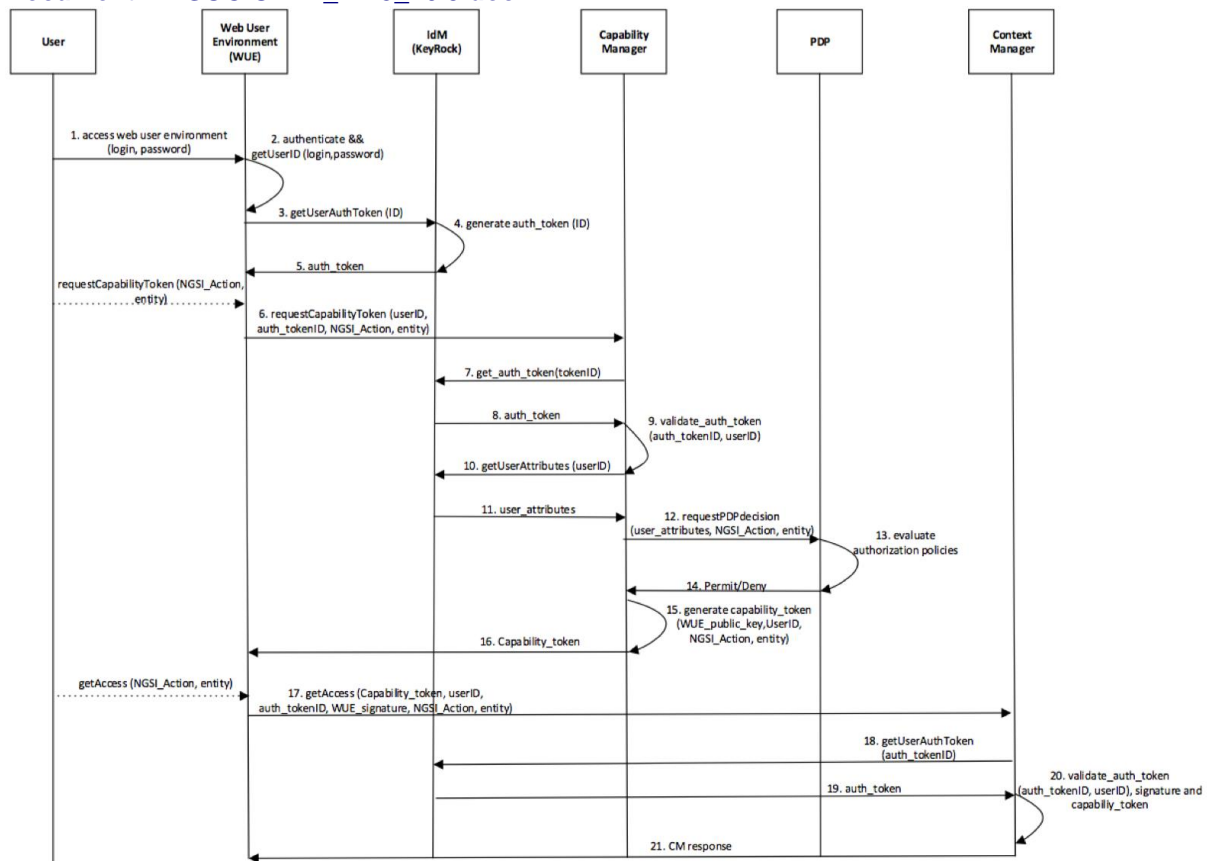 User
Web User
Environment
(WUE)
IdM
(KeyRock)
Capability
Manager
PDP
Context
Manager
1. access web user environment
(login, password)
2. authenticate &&
getUserID (login,password)
3. getUserAuthToken (ID)
4. generate auth_token (ID)
5. auth_token
requestCapabilityToken (NGSI_Action,
entity)
6. requestCapabilityToken (userID,
auth_tokenID, NGSI_Action, entity)
7. get_auth_token(tokenID)
8. auth_token
9. validate_auth_token
(auth_tokenID, userID)
10. getUserAttributes (userID)
11. user_attributes
12. requestPDPdecision
(user_attributes, NGSI_Action, entity)
13. evaluate
authorization policies
14. Permit/Deny
15. generate capability_token
(WUE_public_key,UserID,
NGSI_Action, entity)
16. Capability_token
getAccess (NGSI_Action, entity)
17. getAccess (Capability_token, userID,
auth_tokenID, WUE_signature, NGSI_Action, entity)
18. getUserAuthToken
(auth_tokenID)
19. auth_token
20. validate_auth_token
(auth_tokenID, userID), signature and
capabiliy_token
21. CM response